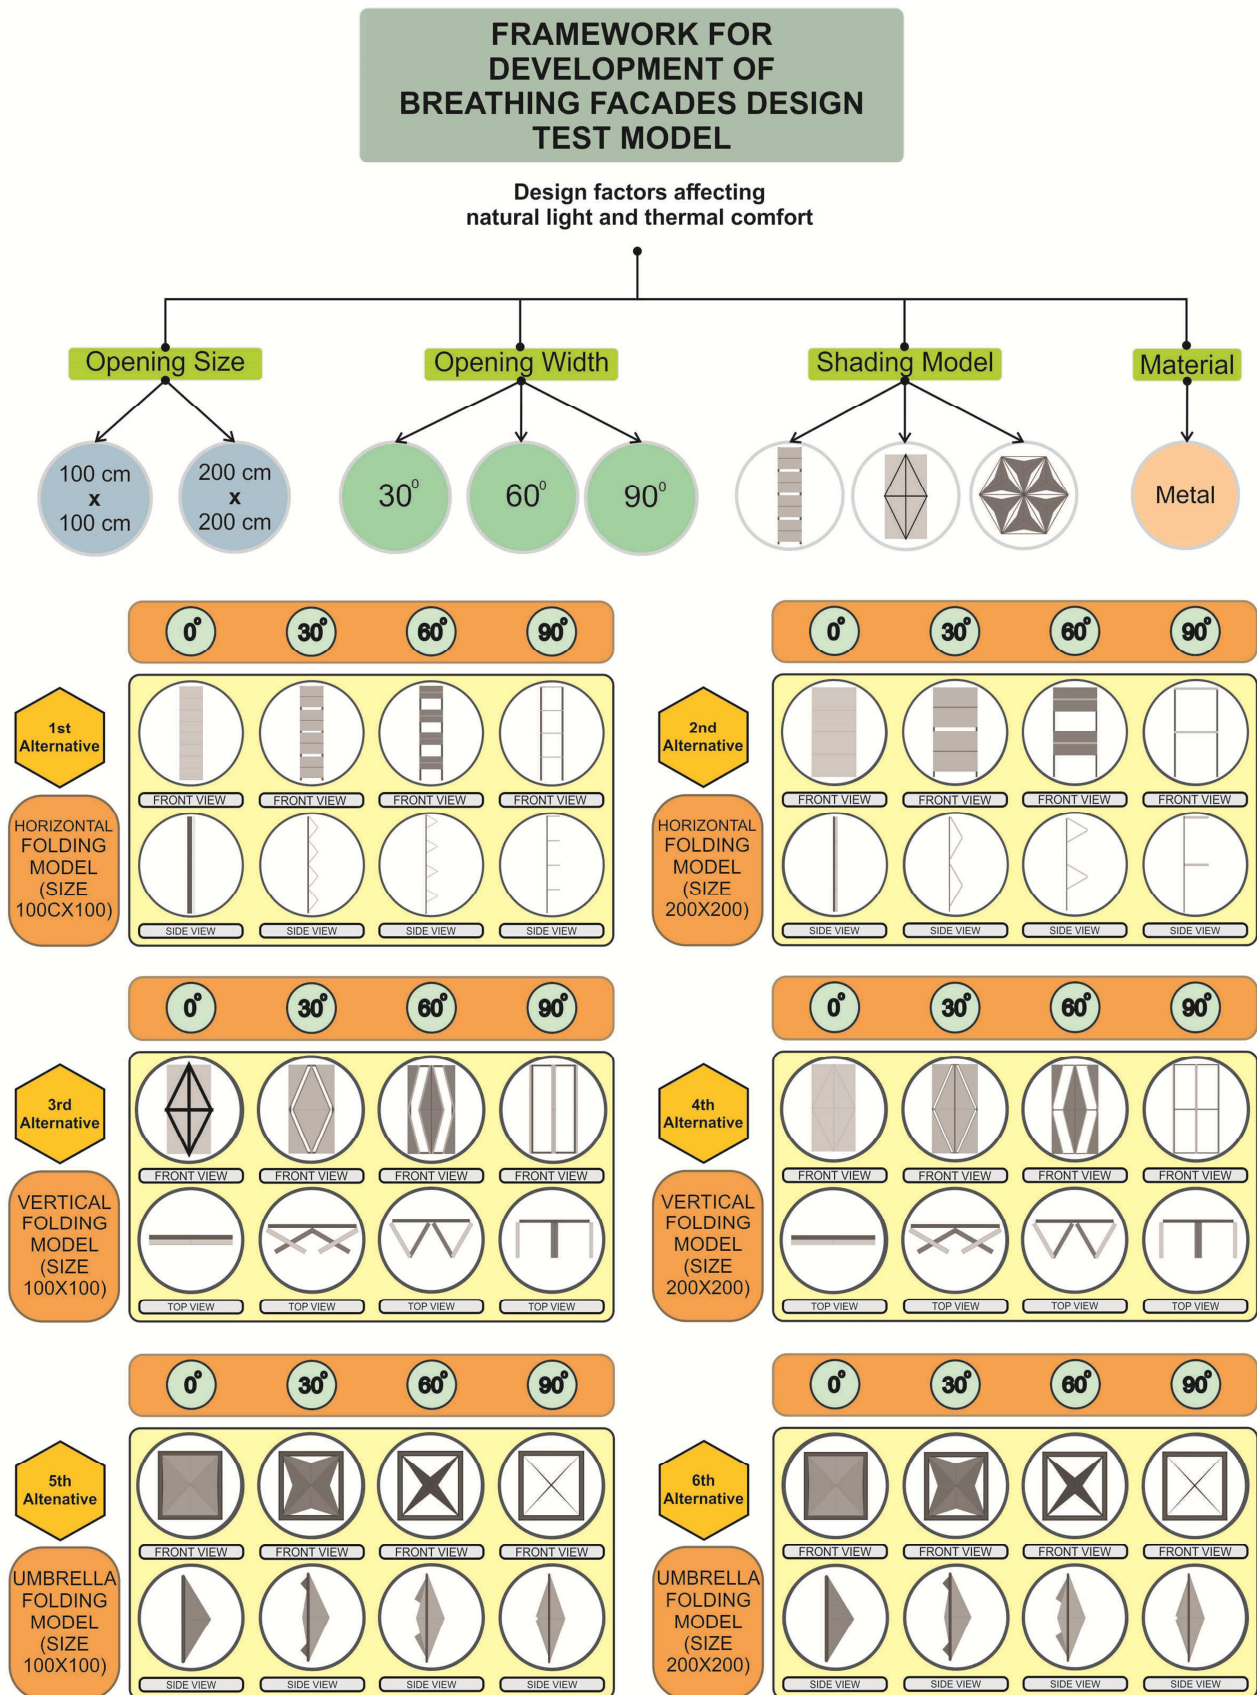 FRAMEWORK FOR
DEVELOPMENT OF
BREATHING FACADES DESIGN
TEST MODEL
Design factors affecting
natural light and thermal comfort
Opening Size
Opening Width
Shading Model
Material
100 cm
x
100 cm
200 cm
x
200 cm
30°
60°
90°
Metal
0° 30° 60° 90°
1st
Alternative
FRONT VIEW FRONT VIEW FRONT VIEW FRONT VIEW
HORIZONTAL
FOLDING
MODEL
(SIZE
100CX100)
SIDE VIEW SIDE VIEW SIDE VIEW SIDE VIEW
0° 30° 60° 90°
2nd
Alternative
FRONT VIEW FRONT VIEW FRONT VIEW FRONT VIEW
HORIZONTAL
FOLDING
MODEL
(SIZE
200X200)
SIDE VIEW SIDE VIEW SIDE VIEW SIDE VIEW
0° 30° 60° 90°
3rd
Alternative
FRONT VIEW FRONT VIEW FRONT VIEW FRONT VIEW
VERTICAL
FOLDING
MODEL
(SIZE
100X100)
TOP VIEW TOP VIEW TOP VIEW TOP VIEW
0° 30° 60° 90°
4th
Alternative
FRONT VIEW FRONT VIEW FRONT VIEW FRONT VIEW
VERTICAL
FOLDING
MODEL
(SIZE
200X200)
TOP VIEW TOP VIEW TOP VIEW TOP VIEW
0° 30° 60° 90°
5th
Altenative
FRONT VIEW FRONT VIEW FRONT VIEW FRONT VIEW
UMBRELLA
FOLDING
MODEL
(SIZE
100X100)
SIDE VIEW SIDE VIEW SIDE VIEW SIDE VIEW
0° 30° 60° 90°
6th
Altenative
FRONT VIEW FRONT VIEW FRONT VIEW FRONT VIEW
UMBRELLA
FOLDING
MODEL
(SIZE
200X200)
SIDE VIEW SIDE VIEW SIDE VIEW SIDE VIEW